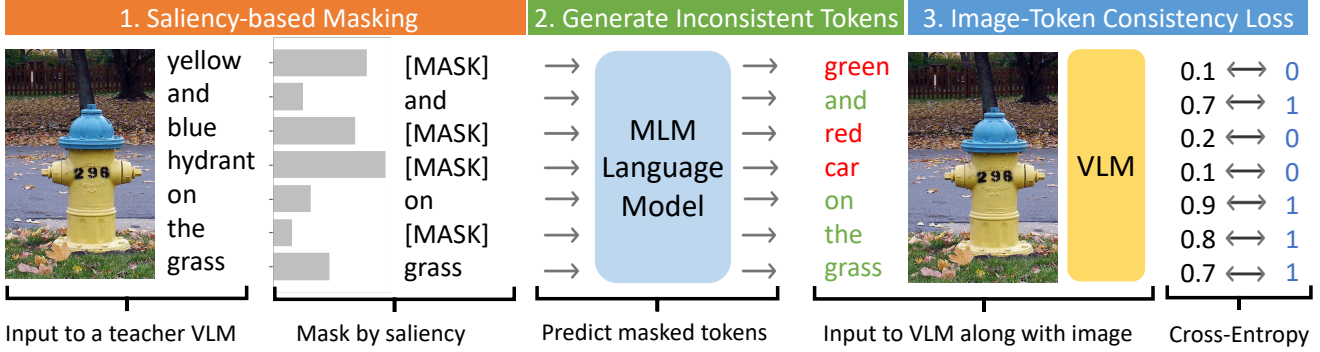 1. Saliency-based Masking
2. Generate Inconsistent Tokens
3. Image-Token Consistency Loss
296
yellow
and
blue
hydrant
on
the
grass
[MASK]
and
[MASK]
[MASK]
on
[MASK]
grass
MLM
Language
Model
green
and
red
car
on
the
grass
296
VLM
0.1 0
0.7 1
0.2 0
0.1 0
0.9 1
0.8 1
0.7 1
Input to a teacher VLM
Mask by saliency
Predict masked tokens
Input to VLM along with image
Cross-Entropy